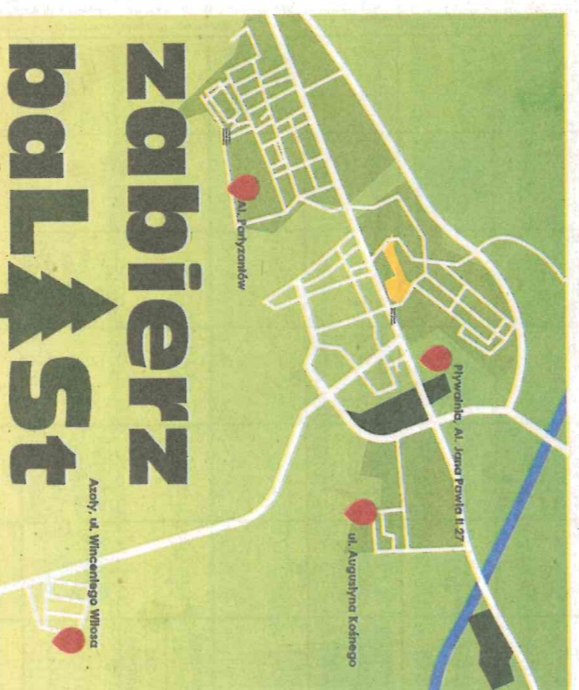 zabierz
baLASt
Al. Partyzantów
Pływalnia, Al. Jana Pawła II 27
ul. Augustyna Kośnego
Azoty, ul. Wincentego Witosa